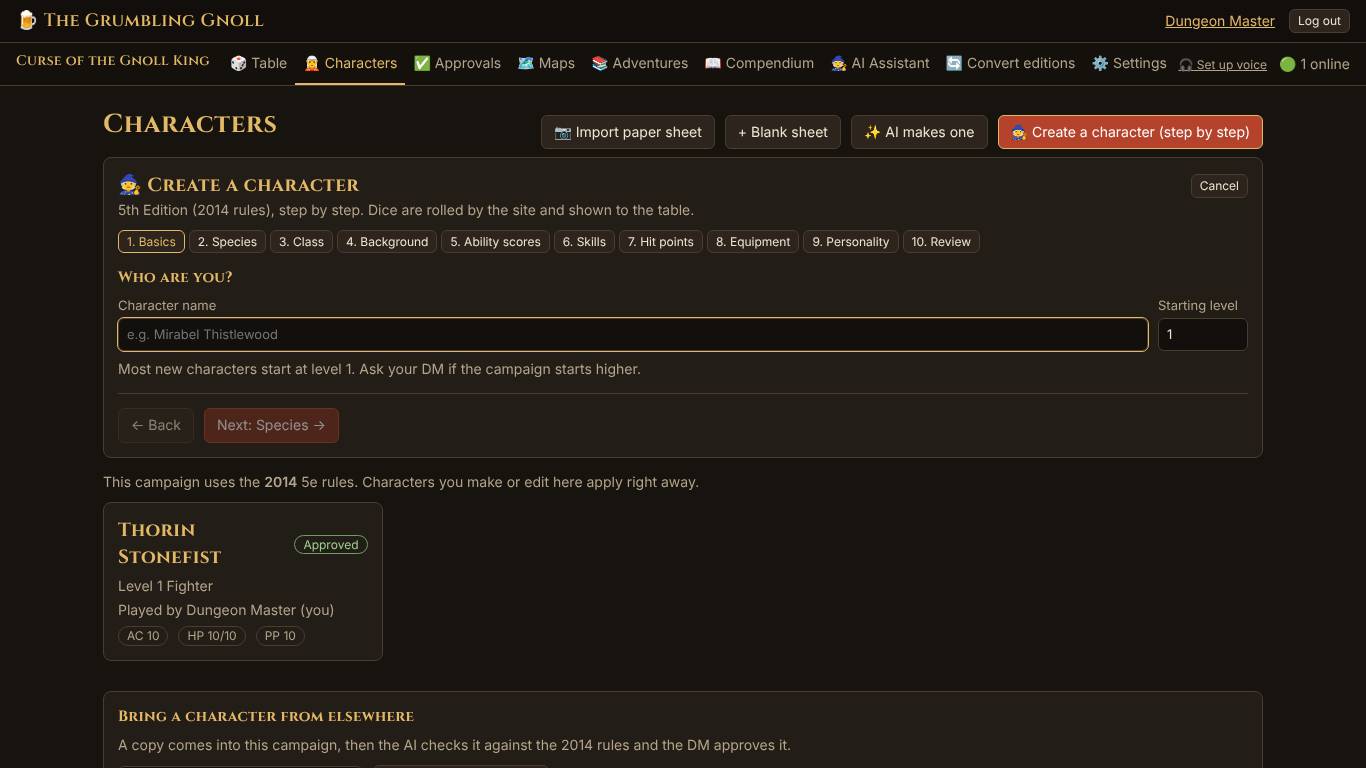 🍺 The Grumbling Gnoll
Dungeon Master
Log out
Curse of the Gnoll King
🎲 Table
🧝 Characters
✅ Approvals
🗺️ Maps
📚 Adventures
📖 Compendium
🧙 AI Assistant
🔄 Convert editions
⚙️ Settings
🎧 Set up voice
🟢 1 online
Characters
📷 Import paper sheet
+ Blank sheet
✨ AI makes one
🧙 Create a character (step by step)
🧙 Create a character
Cancel
5th Edition (2014 rules), step by step. Dice are rolled by the site and shown to the table.
1. Basics
2. Species
3. Class
4. Background
5. Ability scores
6. Skills
7. Hit points
8. Equipment
9. Personality
10. Review
Who are you?
Character name
Starting level
e.g. Mirabel Thistlewood
1
Most new characters start at level 1. Ask your DM if the campaign starts higher.
← Back
Next: Species →
This campaign uses the 2014 5e rules. Characters you make or edit here apply right away.
Thorin
Stonefist
Approved
Level 1 Fighter
Played by Dungeon Master (you)
AC 10
HP 10/10
PP 10
Bring a character from elsewhere
A copy comes into this campaign, then the AI checks it against the 2014 rules and the DM approves it.